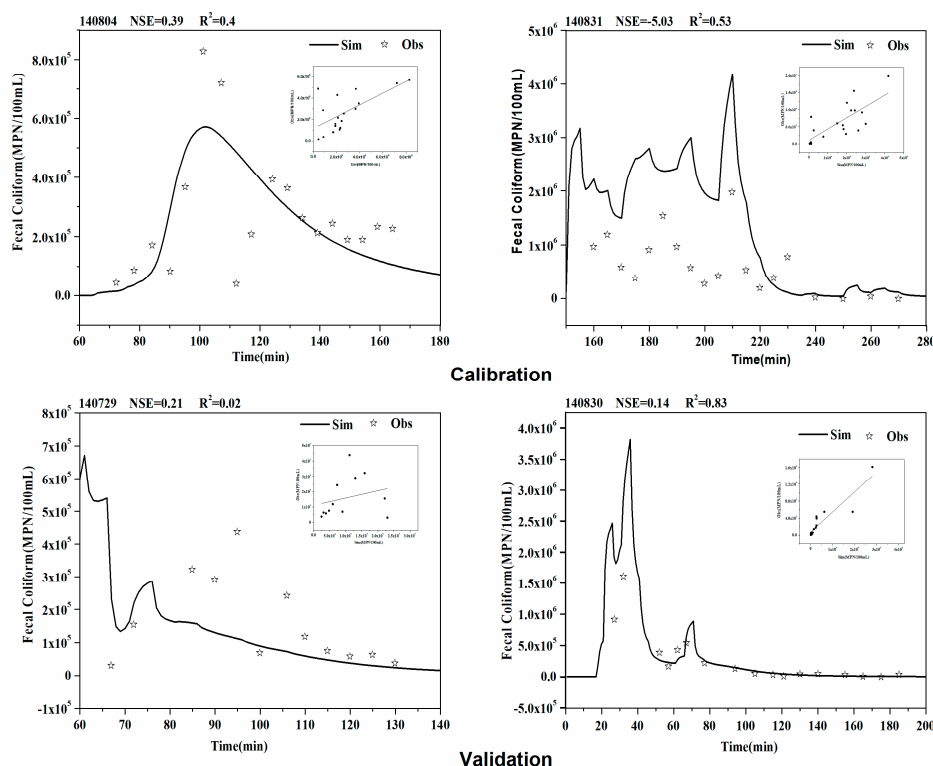 140804 NSE=0.39 R²=0.4
Sim Obs
Fecal Coliform(MPN/100mL)
8.0x10⁵
6.0x10⁵
4.0x10⁵
2.0x10⁵
0.0
60 80 100 120 140 160 180
Time(min)
140831 NSE=-5.03 R²=0.53
Sim Obs
Fecal Coliform(MPN/100mL)
5x10⁶
4x10⁶
3x10⁶
2x10⁶
1x10⁶
0
160 180 200 220 240 260 280
Time(min)
Calibration
140729 NSE=0.21 R²=0.02
Sim Obs
Fecal Coliform(MPN/100mL)
8x10⁵
7x10⁵
6x10⁵
5x10⁵
4x10⁵
3x10⁵
2x10⁵
1x10⁵
0
-1x10⁵
60 70 80 90 100 110 120 130 140
Time(min)
140830 NSE=0.14 R²=0.83
Sim Obs
Fecal Coliform(MPN/100mL)
4.0x10⁶
3.5x10⁶
3.0x10⁶
2.5x10⁶
2.0x10⁶
1.5x10⁶
1.0x10⁶
5.0x10⁵
0.0
-5.0x10⁵
0 20 40 60 80 100 120 140 160 180 200
Time(min)
Validation